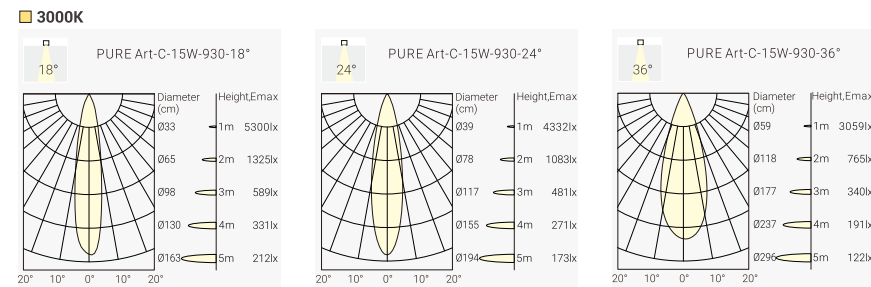 3000K
18°
PURE Art-C-15W-930-18°
Diameter (cm) Height,Emax
Ø33 1m 5300lx
Ø65 2m 1325lx
Ø98 3m 589lx
Ø130 4m 331lx
Ø163 5m 212lx
20° 10° 0° 10° 20°
24°
PURE Art-C-15W-930-24°
Diameter (cm) Height,Emax
Ø39 1m 4332lx
Ø78 2m 1083lx
Ø117 3m 481lx
Ø155 4m 271lx
Ø194 5m 173lx
20° 10° 0° 10° 20°
36°
PURE Art-C-15W-930-36°
Diameter (cm) Height,Emax
Ø59 1m 3059lx
Ø118 2m 765lx
Ø177 3m 340lx
Ø237 4m 191lx
Ø296 5m 122lx
20° 10° 0° 10° 20°